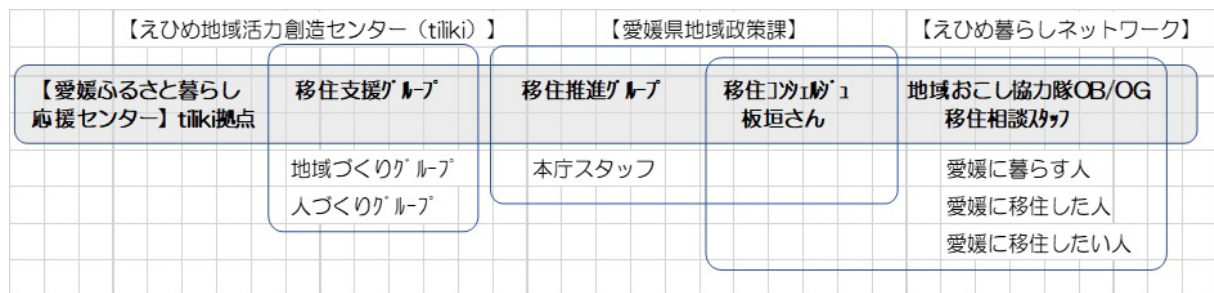 【えひめ地域活力創造センター（tiliki）】 【愛媛県地域政策課】 【えひめ暮らしネットワーク】
【愛媛ふるさと暮らし 移住支援ｸﾞﾙｰﾌﾟ 移住推進ｸﾞﾙｰﾌﾟ 移住ｺﾝｼｪﾙｼﾞｭ 地域おこし協力隊OB/OG
応援センター】tiliki拠点 板垣さん 移住相談ｽﾀｯﾌ
地域づくりｸﾞﾙｰﾌﾟ 本庁スタッフ 愛媛に暮らす人
人づくりｸﾞﾙｰﾌﾟ 愛媛に移住した人
愛媛に移住したい人